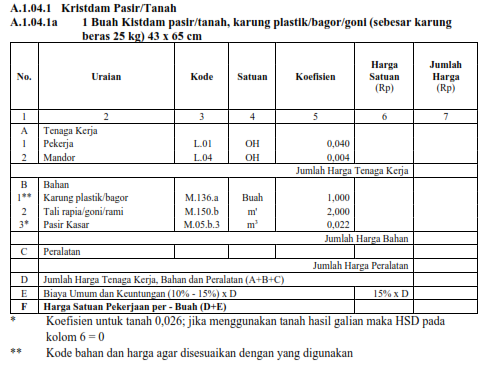 A.1.04.1 Kristdam Pasir/Tanah
A.1.04.1a 1 Buah Kistdam pasir/tanah, karung plastik/bagor/goni (sebesar karung
beras 25 kg) 43 x 65 cm
No. Uraian Kode Satuan Koefisien Harga Satuan (Rp) Jumlah Harga (Rp)
1 2 3 4 5 6 7
A Tenaga Kerja
1 Pekerja L.01 OH 0,040
2 Mandor L.04 OH 0,004
Jumlah Harga Tenaga Kerja
B Bahan
1** Karung plastik/bagor M.136.a Buah 1,000
2 Tali rapia/goni/rami M.150.b m' 2,000
3* Pasir Kasar M.05.b.3 m³ 0,022
Jumlah Harga Bahan
C Peralatan
Jumlah Harga Peralatan
D Jumlah Harga Tenaga Kerja, Bahan dan Peralatan (A+B+C)
E Biaya Umum dan Keuntungan (10% - 15%) x D 15% x D
F Harga Satuan Pekerjaan per - Buah (D+E)
* Koefisien untuk tanah 0,026; jika menggunakan tanah hasil galian maka HSD pada
kolom 6 = 0
** Kode bahan dan harga agar disesuaikan dengan yang digunakan